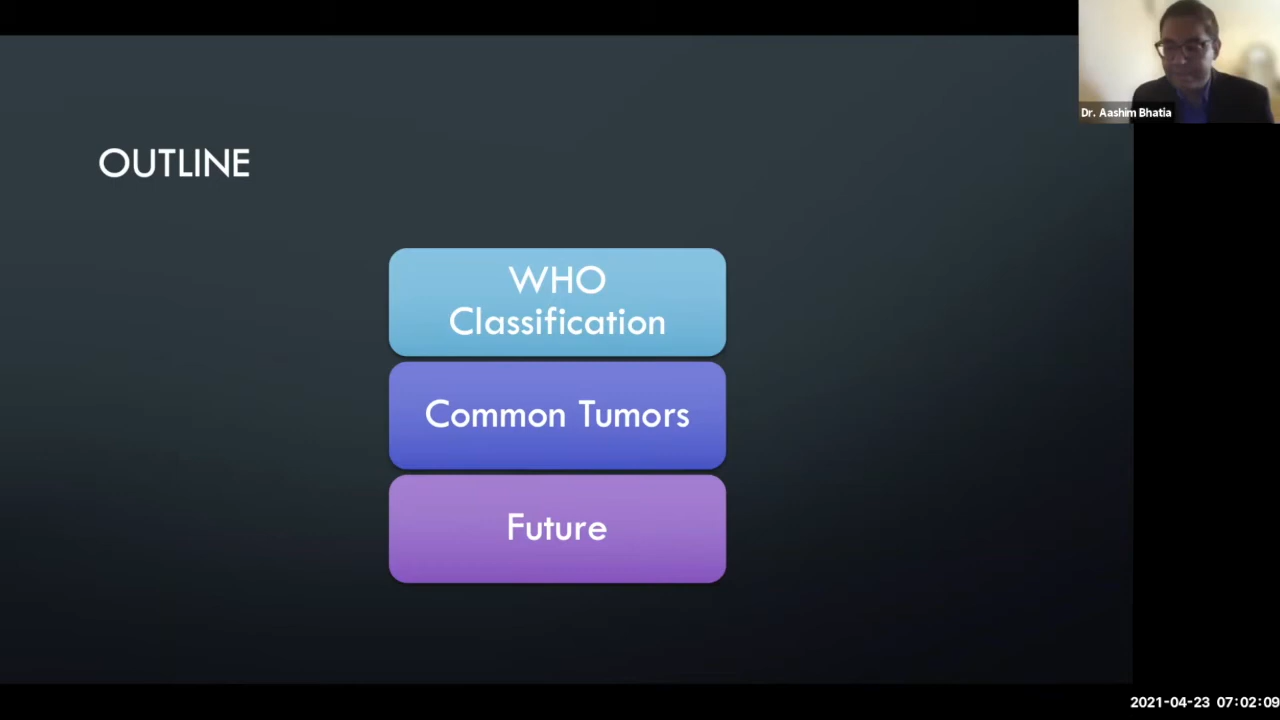 Dr. Aashim Bhatia
OUTLINE
WHO
Classification
Common Tumors
Future
2021-04-23 07:02:09